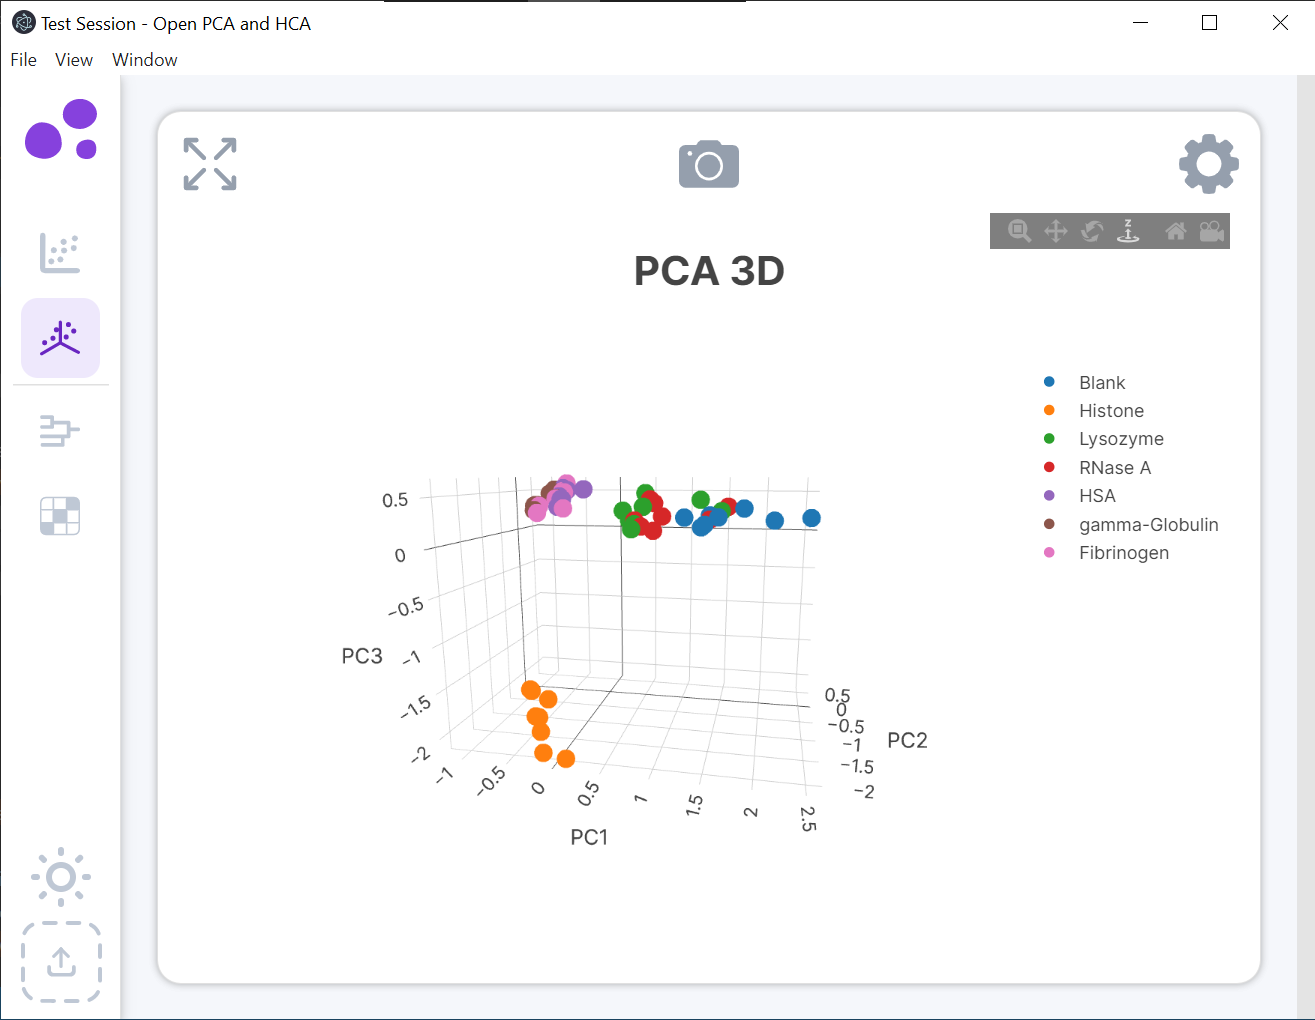 Test Session - Open PCA and HCA
File View Window
Z
PCA 3D
Blank
Histone
Lysozyme
RNase A
HSA
gamma-Globulin
Fibrinogen
0.5
0
−0.5
−1
−1.5
−2
PC3
−1
−0.5
0
0.5
1
1.5
2
2.5
PC1
0.5
0
−0.5
−1
−1.5
−2
PC2